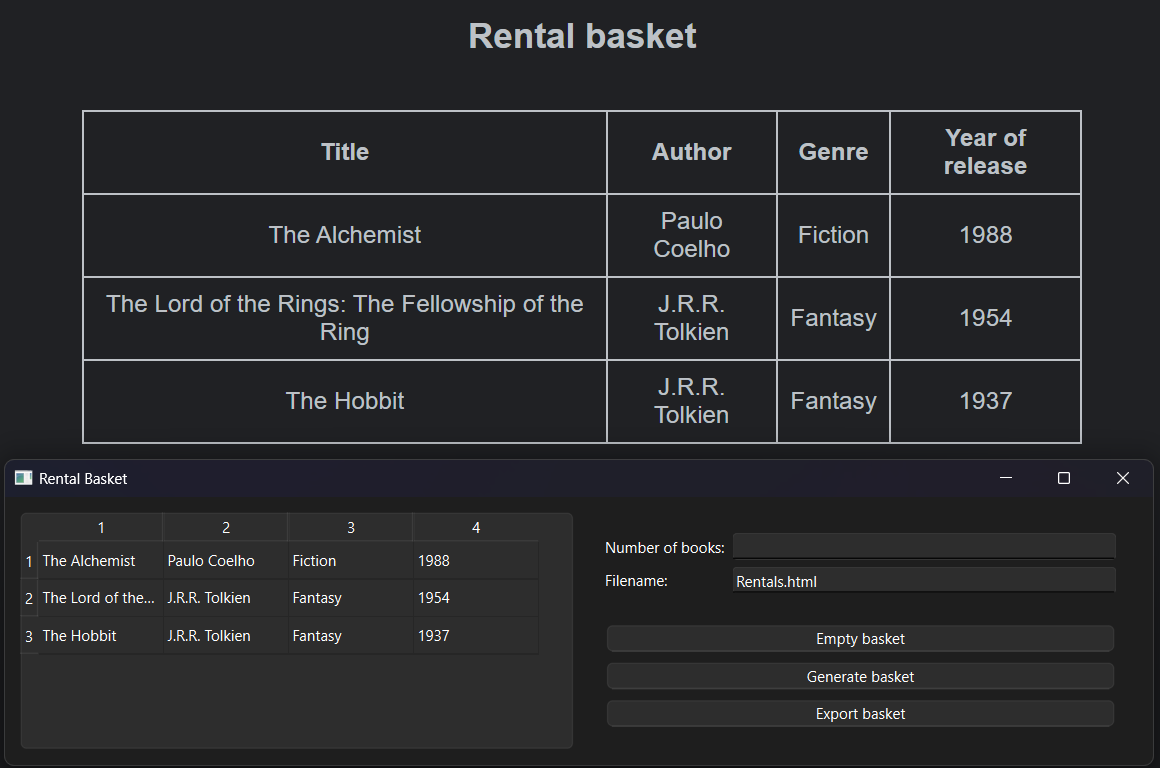 Rental basket
Title Author Genre Year of
release
The Alchemist Paulo
Coelho Fiction 1988
The Lord of the Rings: The Fellowship of the
Ring J.R.R.
Tolkien Fantasy 1954
The Hobbit J.R.R.
Tolkien Fantasy 1937
Rental Basket
1 2 3 4
1 The Alchemist Paulo Coelho Fiction 1988
2 The Lord of the... J.R.R. Tolkien Fantasy 1954
3 The Hobbit J.R.R. Tolkien Fantasy 1937
Number of books:
Filename: Rentals.html
Empty basket
Generate basket
Export basket